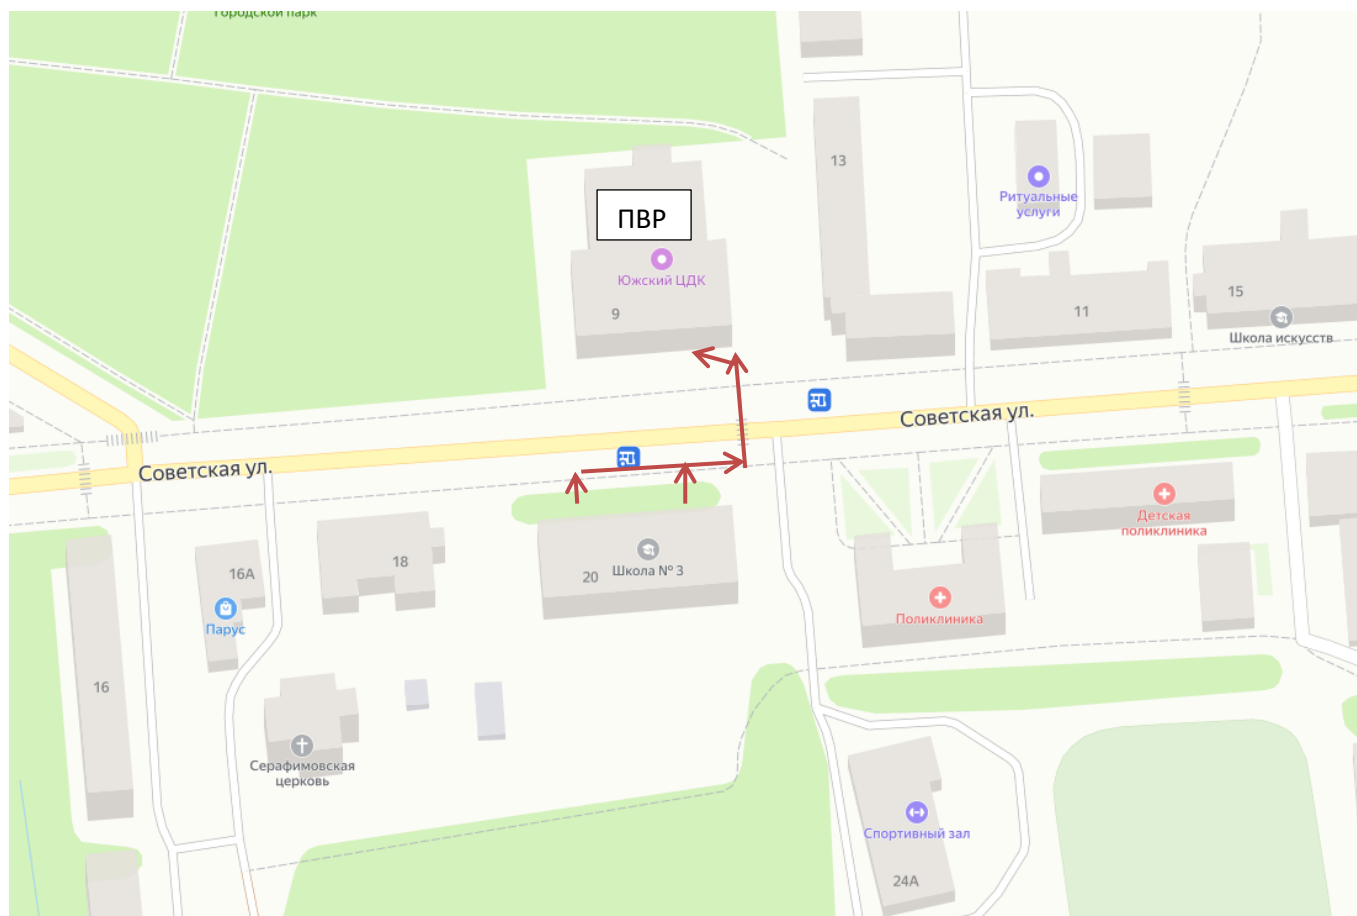 Городской парк
13
Ритуальные
услуги
ПВР
Южский ЦДК
9
11
15
Школа искусств
Советская ул.
Советская ул.
16А
Парус
18
20
Школа № 3
Детская
поликлиника
Поликлиника
16
Серафимовская
церковь
Спортивный зал
24А